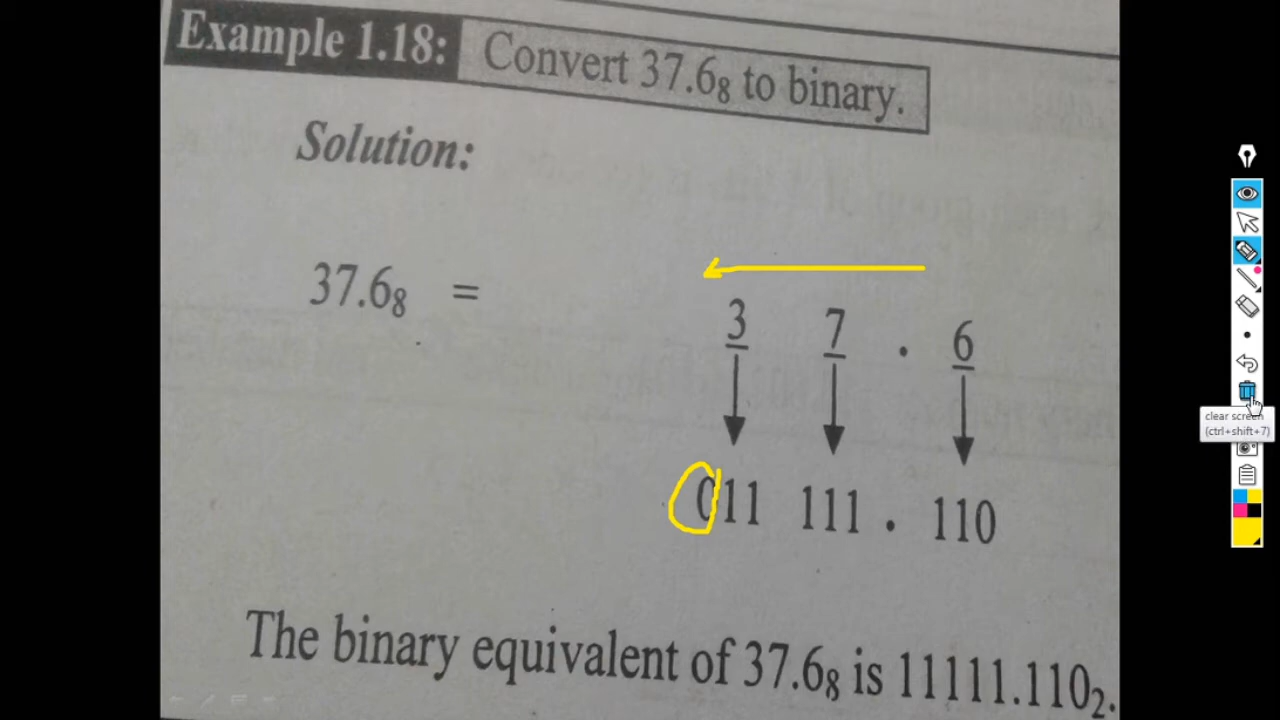 Example 1.18: Convert 37.6₈ to binary.
Solution:
37.6₈ =
3 7 . 6
011 111 . 110
The binary equivalent of 37.6₈ is 11111.110₂.
clear screen
(ctrl+shift+7)